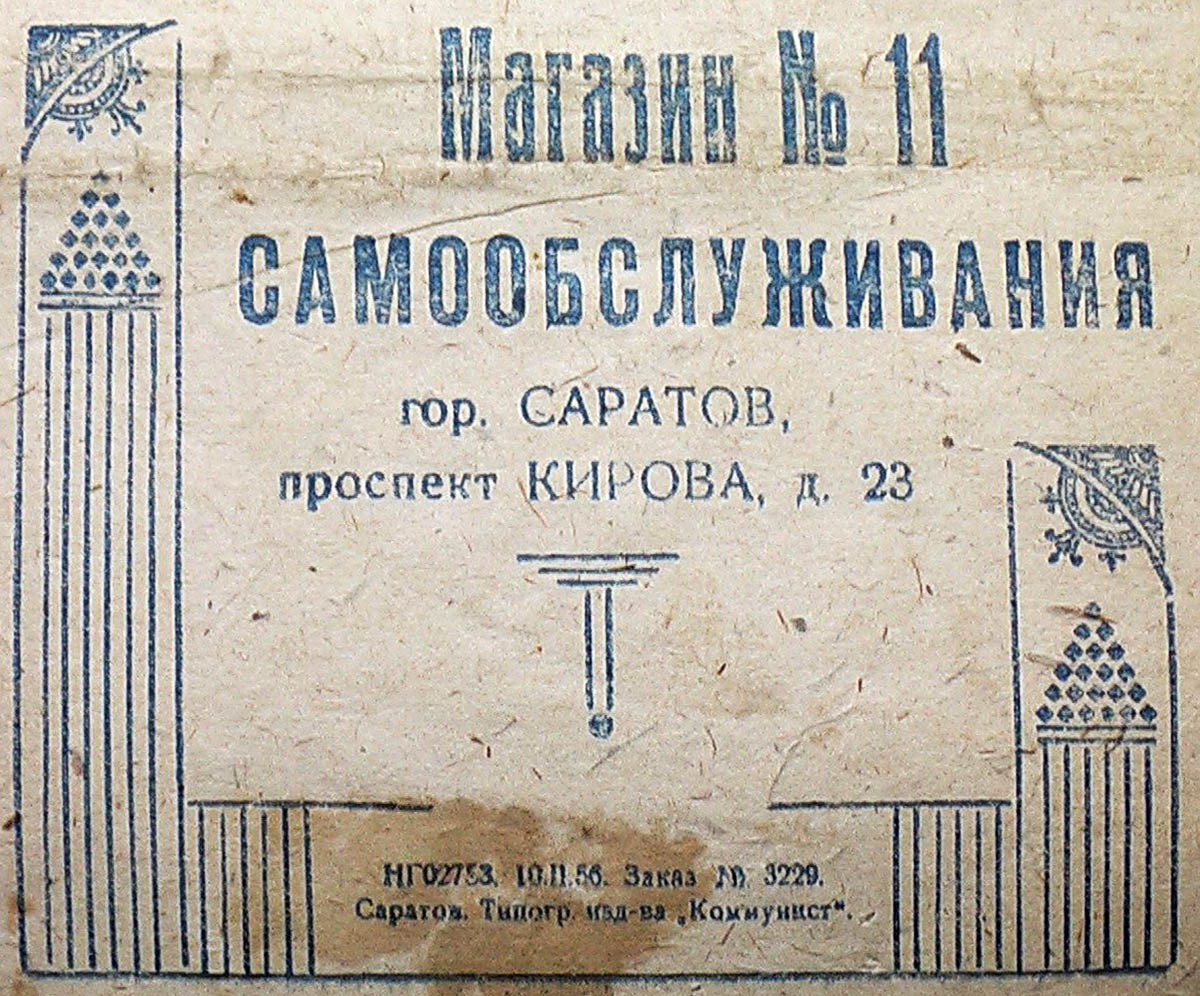 Магазин № 11
САМООБСЛУЖИВАНИЯ
гор. САРАТОВ,
проспект КИРОВА, д. 23
НГ02753. 10.II.56. Заказ № 3229.
Саратов. Типогр. изд-ва „Коммунист“.